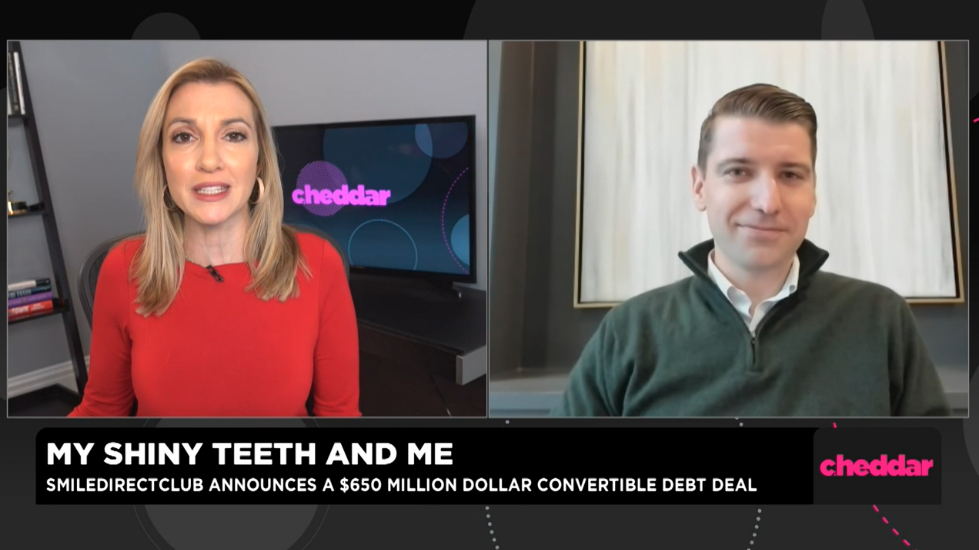 cheddar
MY SHINY TEETH AND ME
SMILEDIRECTCLUB ANNOUNCES A $650 MILLION DOLLAR CONVERTIBLE DEBT DEAL
cheddar